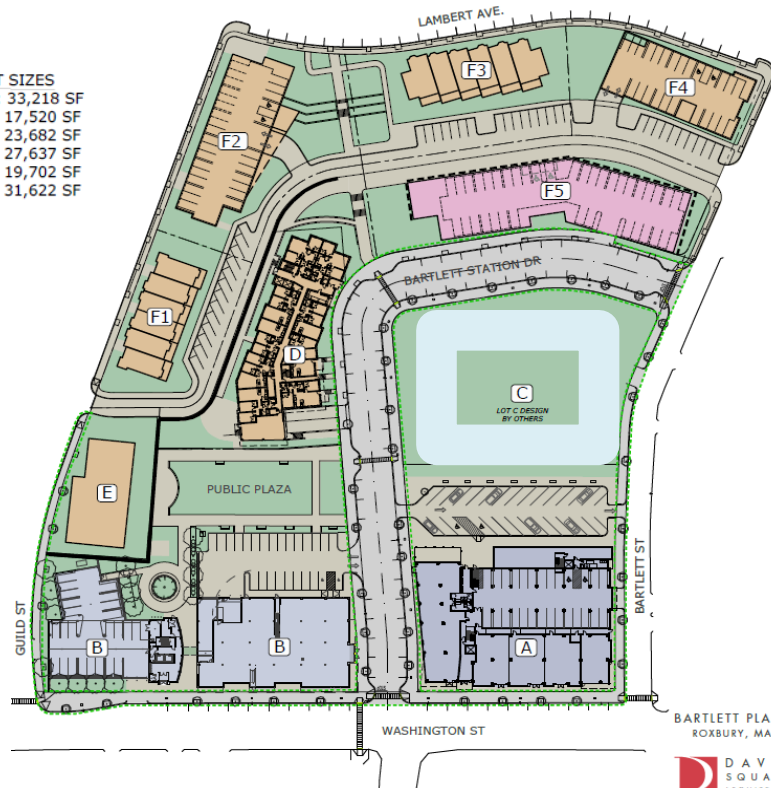 LAMBERT AVE.
T SIZES
33,218 SF
17,520 SF
23,682 SF
27,637 SF
19,702 SF
31,622 SF
F3
F4
F2
F5
BARTLETT STATION DR
F1
D
C
LOT C DESIGN
BY OTHERS
E
PUBLIC PLAZA
GUILD ST
BARTLETT ST
B
B
A
WASHINGTON ST
BARTLETT PLA
ROXBURY, MA
DAV
SQUA